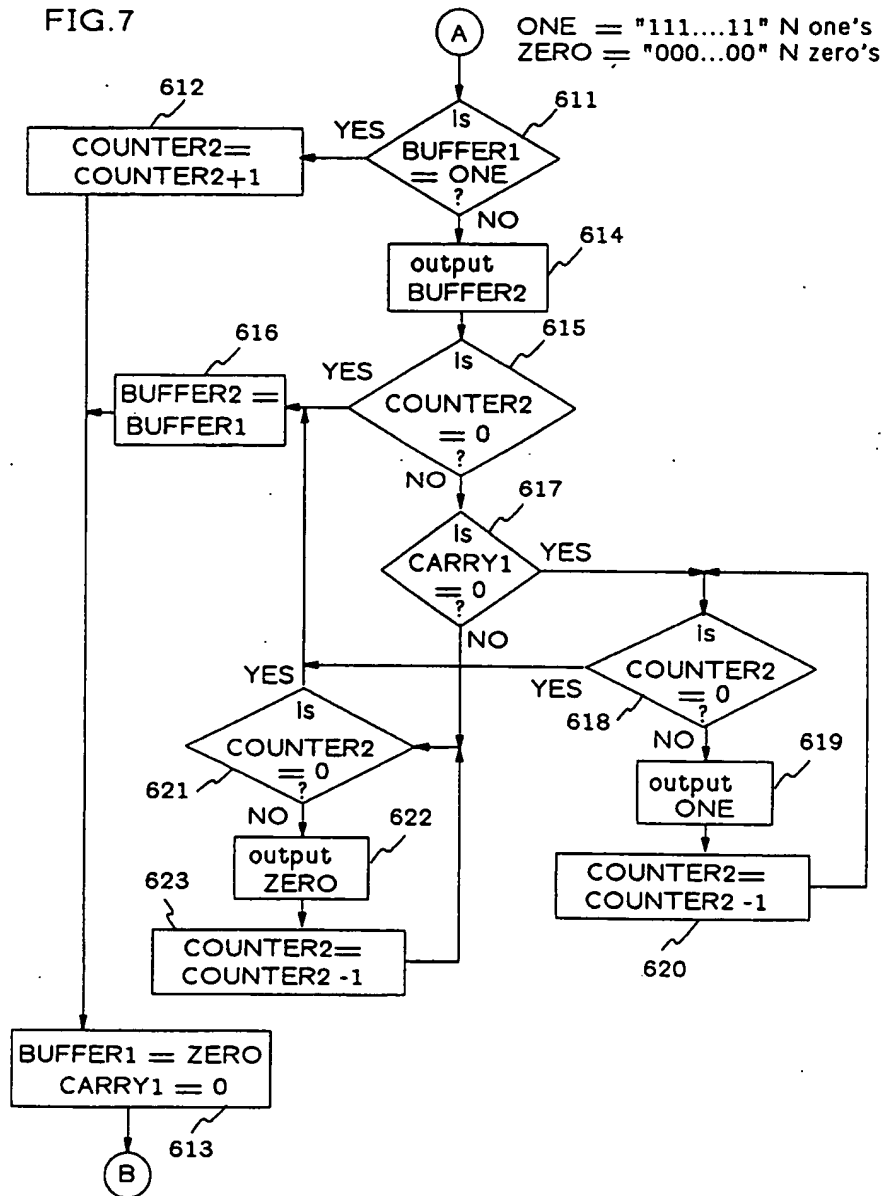 FIG.7
A
ONE = "111....11" N one's
ZERO = "000...00" N zero's
612
611
YES
is
BUFFER1
= ONE
?
COUNTER2=
COUNTER2+1
NO
614
output
BUFFER2
615
616
YES
is
COUNTER2
= 0
?
BUFFER2 =
BUFFER1
NO
617
is
CARRY1
= 0
?
YES
NO
is
COUNTER2
= 0
?
YES
618
YES
is
COUNTER2
= 0
?
621
NO
619
output
ONE
NO
622
output
ZERO
623
COUNTER2=
COUNTER2 -1
620
COUNTER2=
COUNTER2 -1
BUFFER1 = ZERO
CARRY1 = 0
613
B